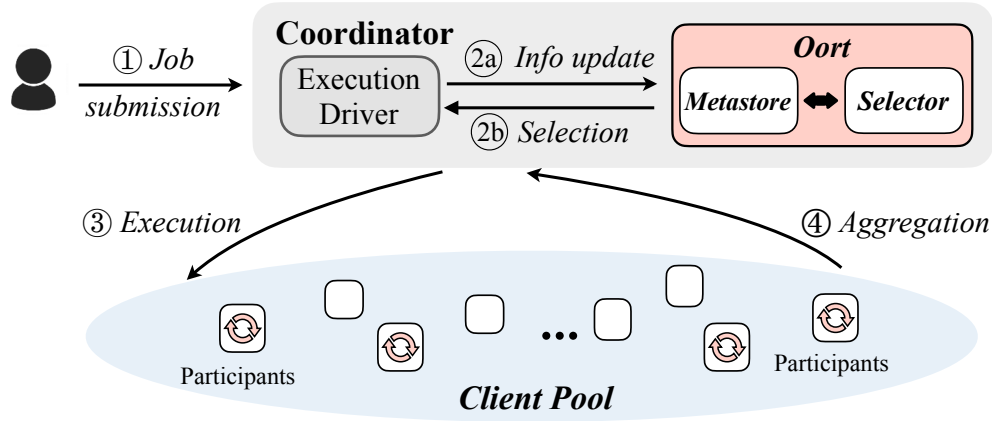 Coordinator
① Job
submission
Execution
Driver
2a Info update
2b Selection
Oort
Metastore
Selector
③ Execution
④ Aggregation
...
Participants
Participants
Client Pool